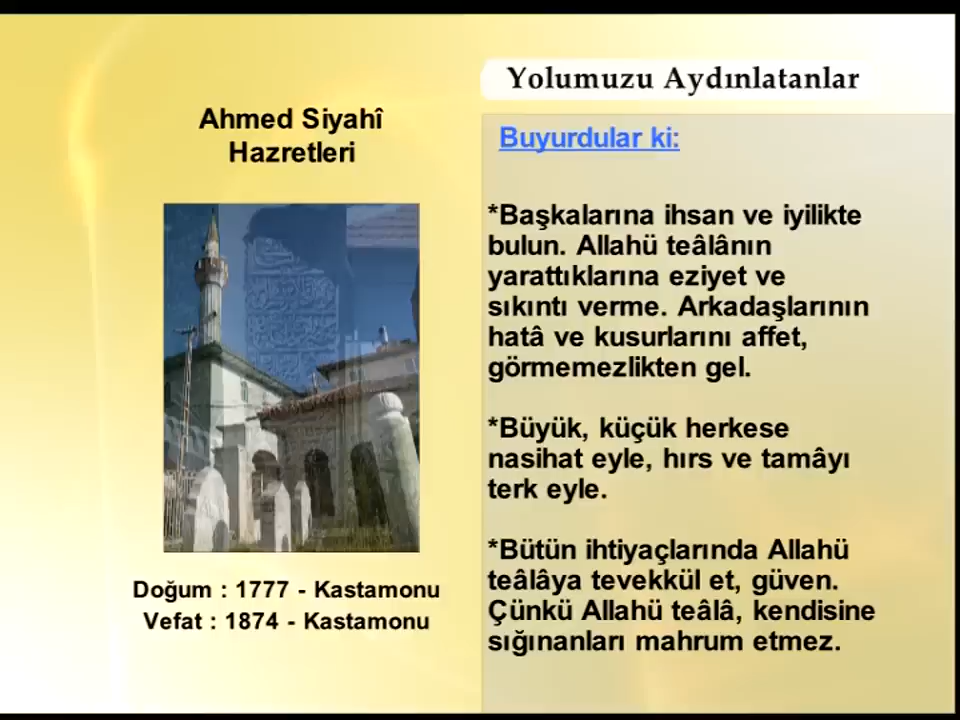 Yolumuzu Aydınlatanlar
Ahmed Siyahî
Hazretleri
Doğum : 1777 - Kastamonu
Vefat : 1874 - Kastamonu
Buyurdular ki:
*Başkalarına ihsan ve iyilikte
bulun. Allahü teâlânın
yarattıklarına eziyet ve
sıkıntı verme. Arkadaşlarının
hatâ ve kusurlarını affet,
görmemezlikten gel.
*Büyük, küçük herkese
nasihat eyle, hırs ve tamâyı
terk eyle.
*Bütün ihtiyaçlarında Allahü
teâlâya tevekkül et, güven.
Çünkü Allahü teâlâ, kendisine
sığınanları mahrum etmez.